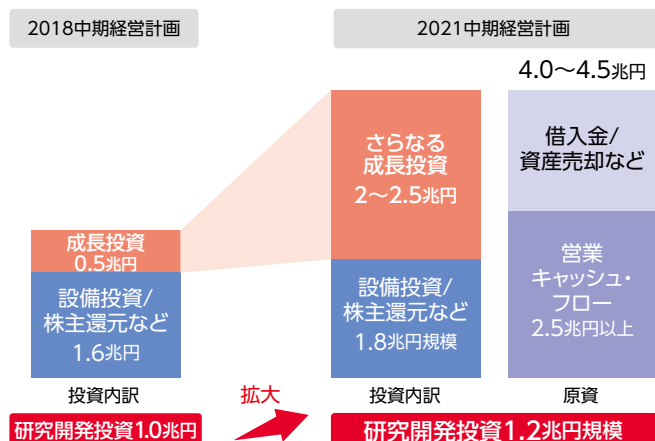 2018中期経営計画
2021中期経営計画
4.0〜4.5兆円
成長投資
0.5兆円
設備投資/
株主還元など
1.6兆円
さらなる
成長投資
2〜2.5兆円
設備投資/
株主還元など
1.8兆円規模
借入金/
資産売却など
営業
キャッシュ・
フロー
2.5兆円以上
投資内訳
拡大
投資内訳
原資
研究開発投資1.0兆円
研究開発投資1.2兆円規模